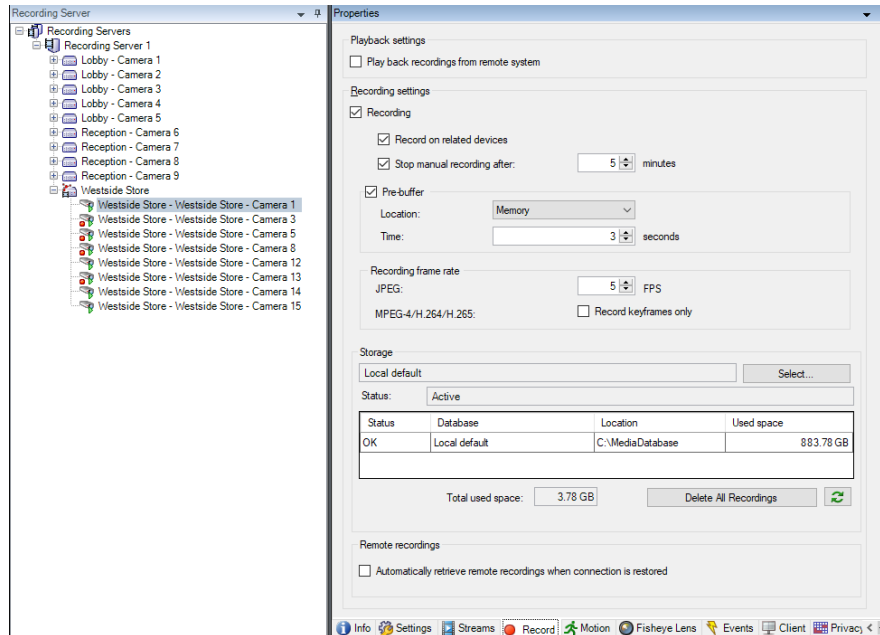 Recording Server
Recording Servers
Recording Server 1
Lobby - Camera 1
Lobby - Camera 2
Lobby - Camera 3
Lobby - Camera 4
Lobby - Camera 5
Reception - Camera 6
Reception - Camera 7
Reception - Camera 8
Reception - Camera 9
Westside Store
Westside Store - Westside Store - Camera 1
Westside Store - Westside Store - Camera 3
Westside Store - Westside Store - Camera 5
Westside Store - Westside Store - Camera 8
Westside Store - Westside Store - Camera 12
Westside Store - Westside Store - Camera 13
Westside Store - Westside Store - Camera 14
Westside Store - Westside Store - Camera 15
Properties
Playback settings
Play back recordings from remote system
Recording settings
Recording
Record on related devices
Stop manual recording after: 5 minutes
Pre-buffer
Location: Memory
Time: 3 seconds
Recording frame rate
JPEG: 5 FPS
MPEG-4/H.264/H.265: Record keyframes only
Storage
Local default Select...
Status: Active
Status Database Location Used space
OK Local default C:\MediaDatabase 883.78 GB
Total used space: 3.78 GB Delete All Recordings
Remote recordings
Automatically retrieve remote recordings when connection is restored
Info Settings Streams Record Motion Fisheye Lens Events Client Privacy